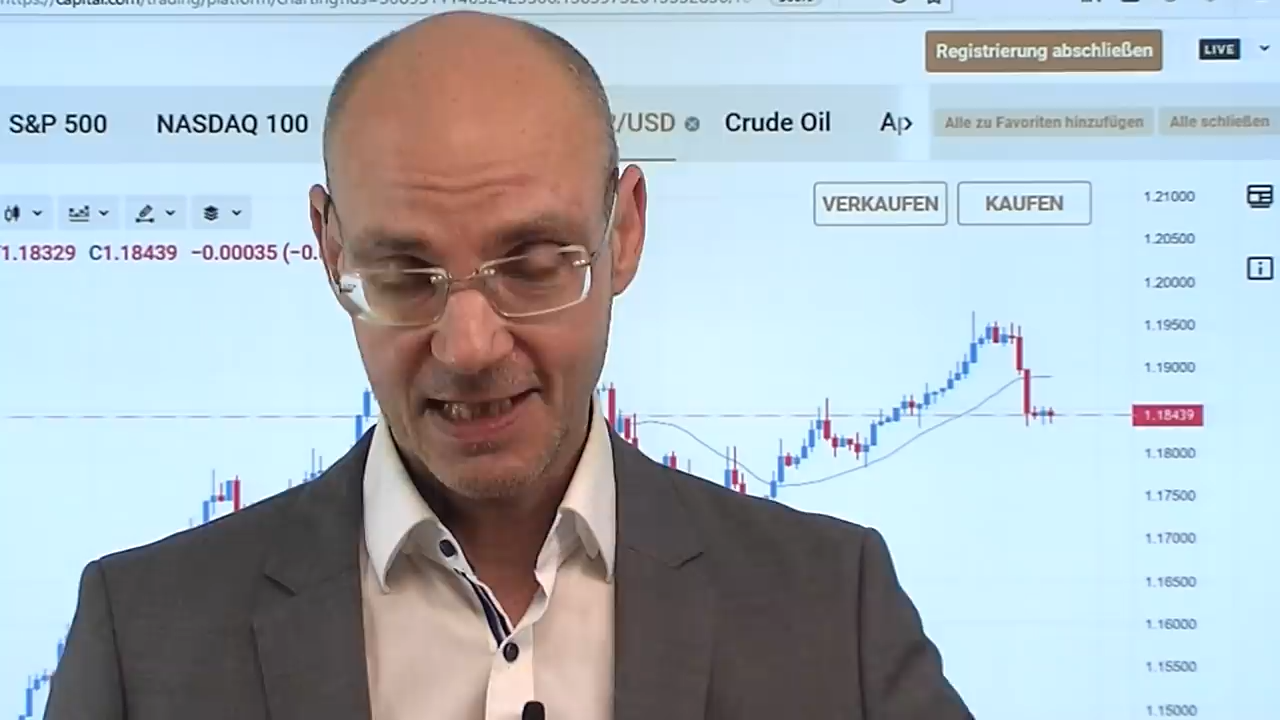 Registrierung abschließen
LIVE
S&P 500
NASDAQ 100
/USD
Crude Oil
Alle zu Favoriten hinzufügen
Alle schließen
VERKAUFEN
KAUFEN
1.18329 C1.18439 −0.00035
1.21000
1.20500
1.20000
1.19500
1.19000
1.18439
1.18000
1.17500
1.17000
1.16500
1.16000
1.15500
1.15000